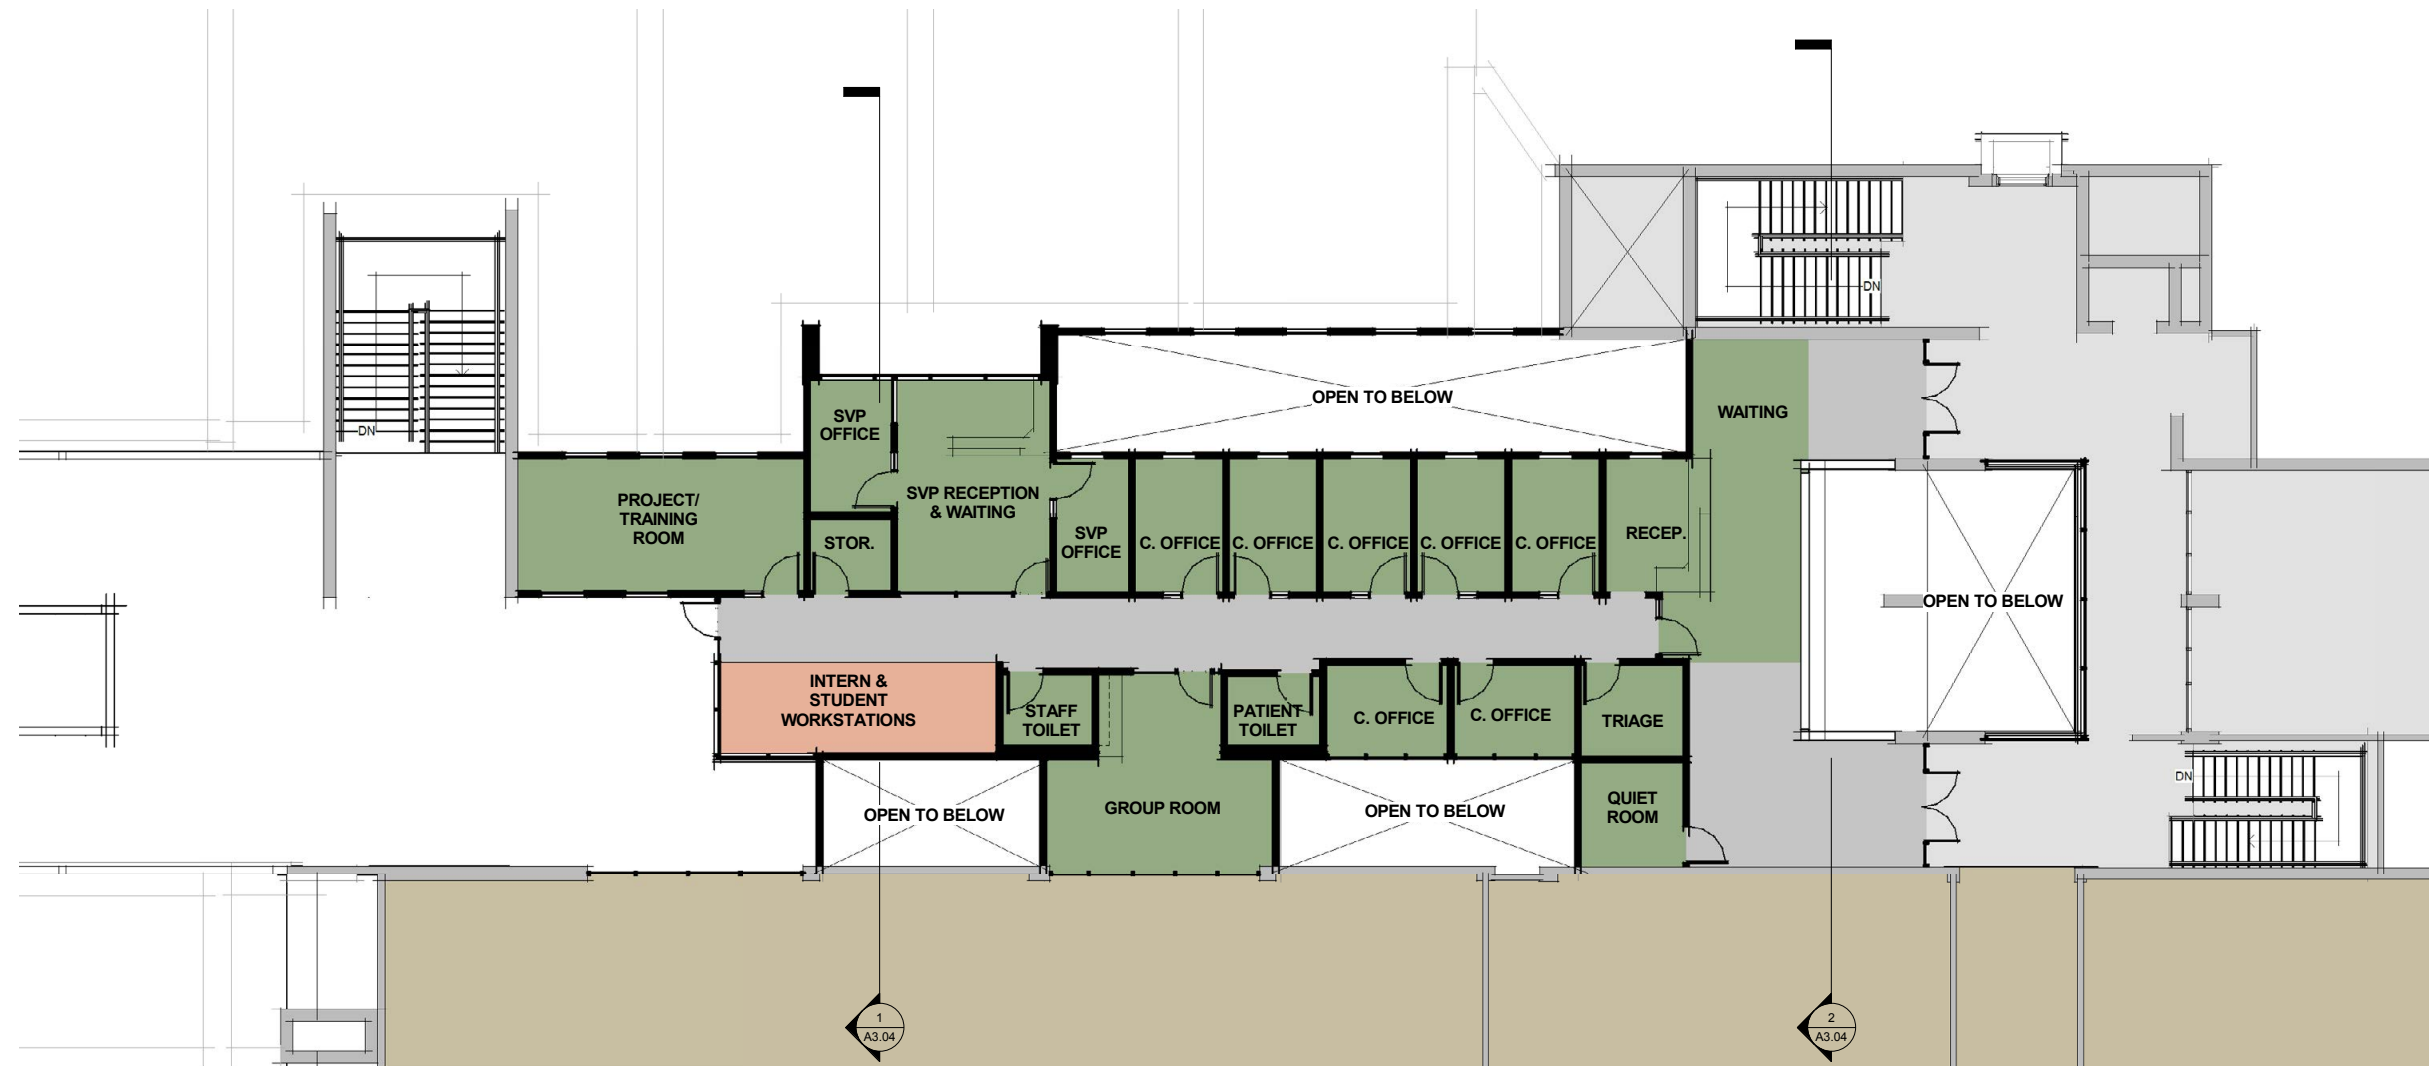 OPEN TO BELOW
DN
DN
SVP
OFFICE
WAITING
SVP RECEPTION
& WAITING
PROJECT/
TRAINING
ROOM
STOR.
SVP
OFFICE
C. OFFICE
C. OFFICE
C. OFFICE
C. OFFICE
C. OFFICE
RECEP.
OPEN TO BELOW
INTERN &
STUDENT
WORKSTATIONS
STAFF
TOILET
PATIENT
TOILET
C. OFFICE
C. OFFICE
TRIAGE
DN
OPEN TO BELOW
GROUP ROOM
OPEN TO BELOW
QUIET
ROOM
1
A3.04
2
A3.04